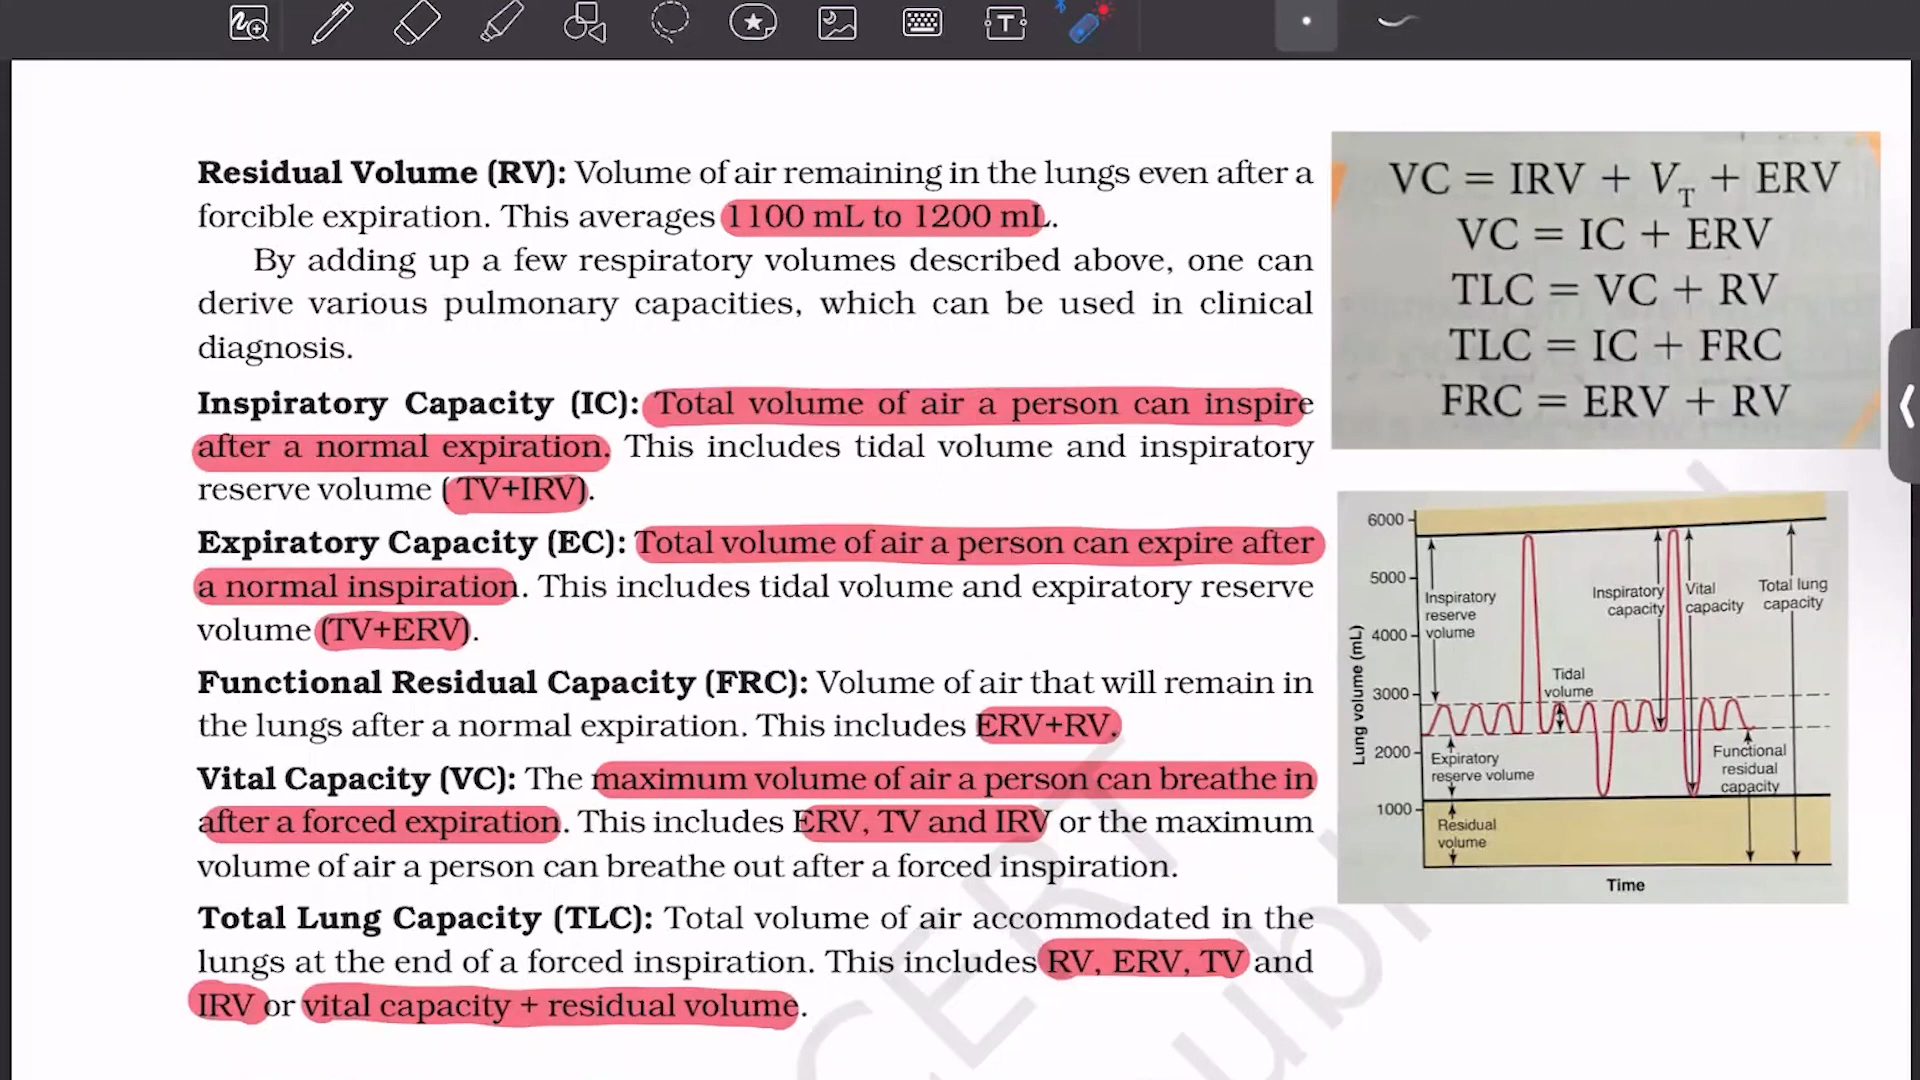 Residual Volume (RV): Volume of air remaining in the lungs even after a
forcible expiration. This averages 1100 mL to 1200 mL.
By adding up a few respiratory volumes described above, one can
derive various pulmonary capacities, which can be used in clinical
diagnosis.
Inspiratory Capacity (IC): Total volume of air a person can inspire
after a normal expiration. This includes tidal volume and inspiratory
reserve volume ( TV+IRV).
Expiratory Capacity (EC): Total volume of air a person can expire after
a normal inspiration. This includes tidal volume and expiratory reserve
volume (TV+ERV).
Functional Residual Capacity (FRC): Volume of air that will remain in
the lungs after a normal expiration. This includes ERV+RV.
Vital Capacity (VC): The maximum volume of air a person can breathe in
after a forced expiration. This includes ERV, TV and IRV or the maximum
volume of air a person can breathe out after a forced inspiration.
Total Lung Capacity (TLC): Total volume of air accommodated in the
lungs at the end of a forced inspiration. This includes RV, ERV, TV and
IRV or vital capacity + residual volume.
VC = IRV + VT + ERV
VC = IC + ERV
TLC = VC + RV
TLC = IC + FRC
FRC = ERV + RV
Lung volume (mL)
6000
5000
4000
3000
2000
1000
Inspiratory
reserve
volume
Tidal
volume
Inspiratory
capacity
Vital
capacity
Total lung
capacity
Expiratory
reserve volume
Functional
residual
capacity
Residual
volume
Time
T